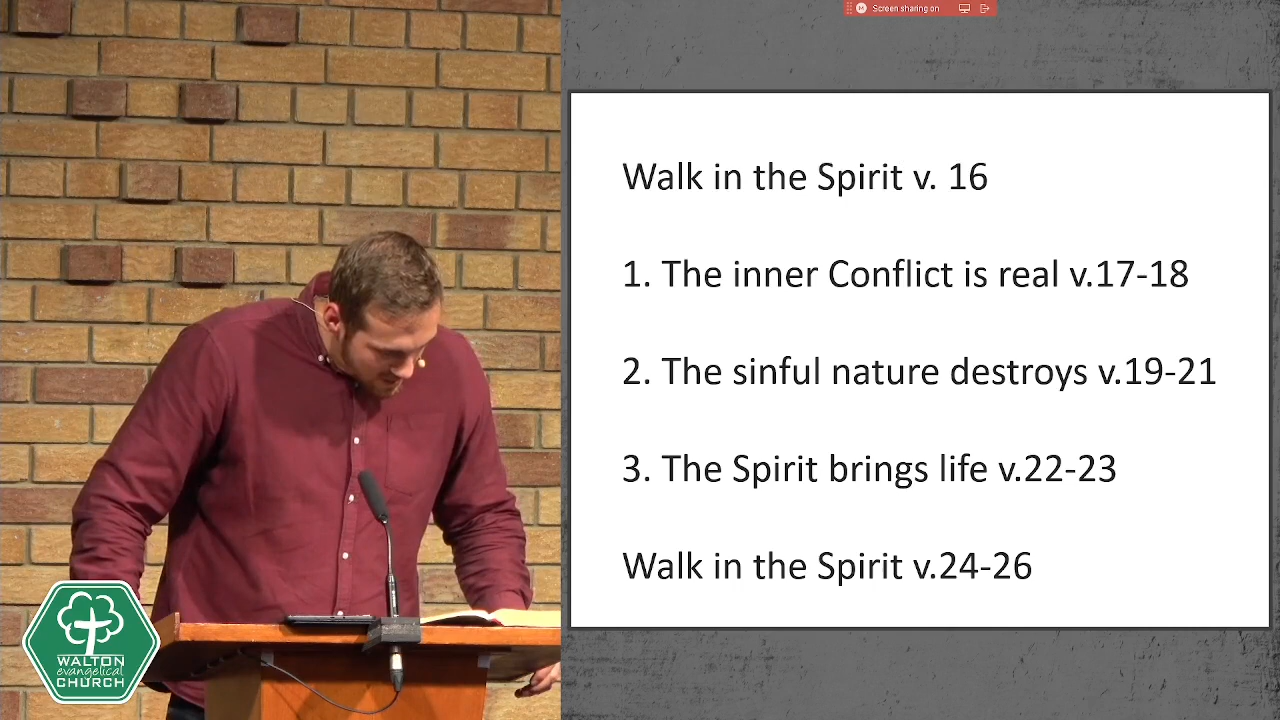 Screen sharing on
Walk in the Spirit v. 16
1. The inner Conflict is real v.17-18
2. The sinful nature destroys v.19-21
3. The Spirit brings life v.22-23
Walk in the Spirit v.24-26
WALTON
evangelical
CHURCH